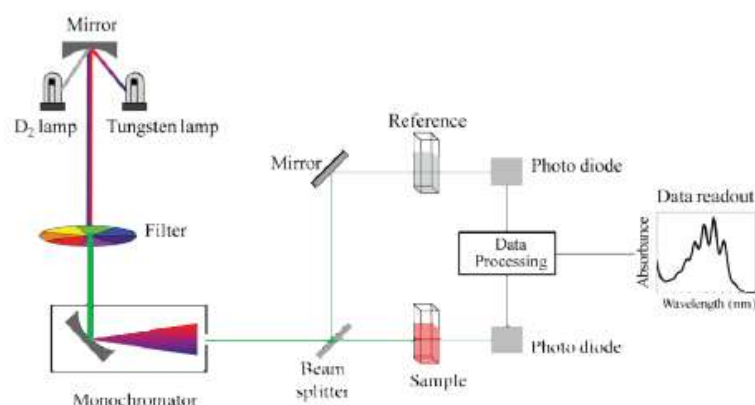 Mirror
D₂ lamp
Tungsten lamp
Filter
Monochromator
Mirror
Reference
Photo diode
Data
Processing
Data readout
Absorbance
Wavelength (nm)
Beam
splitter
Sample
Photo diode